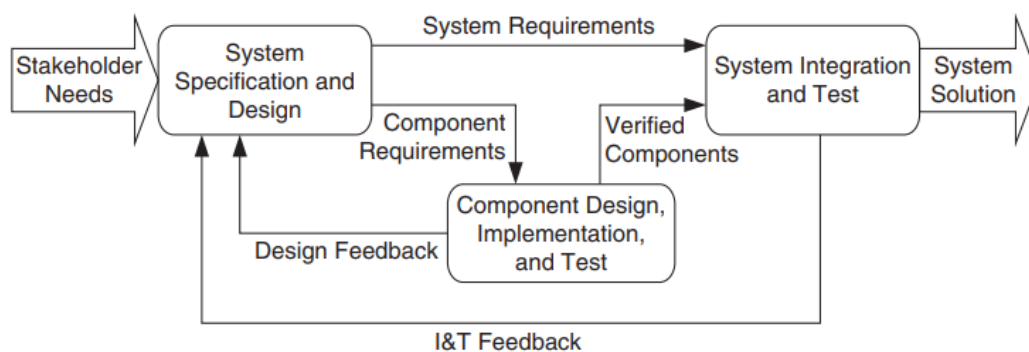 System Requirements
Stakeholder
Needs
System
Specification and
Design
System Integration
and Test
System
Solution
Component
Requirements
Verified
Components
Component Design,
Implementation,
and Test
Design Feedback
I&T Feedback